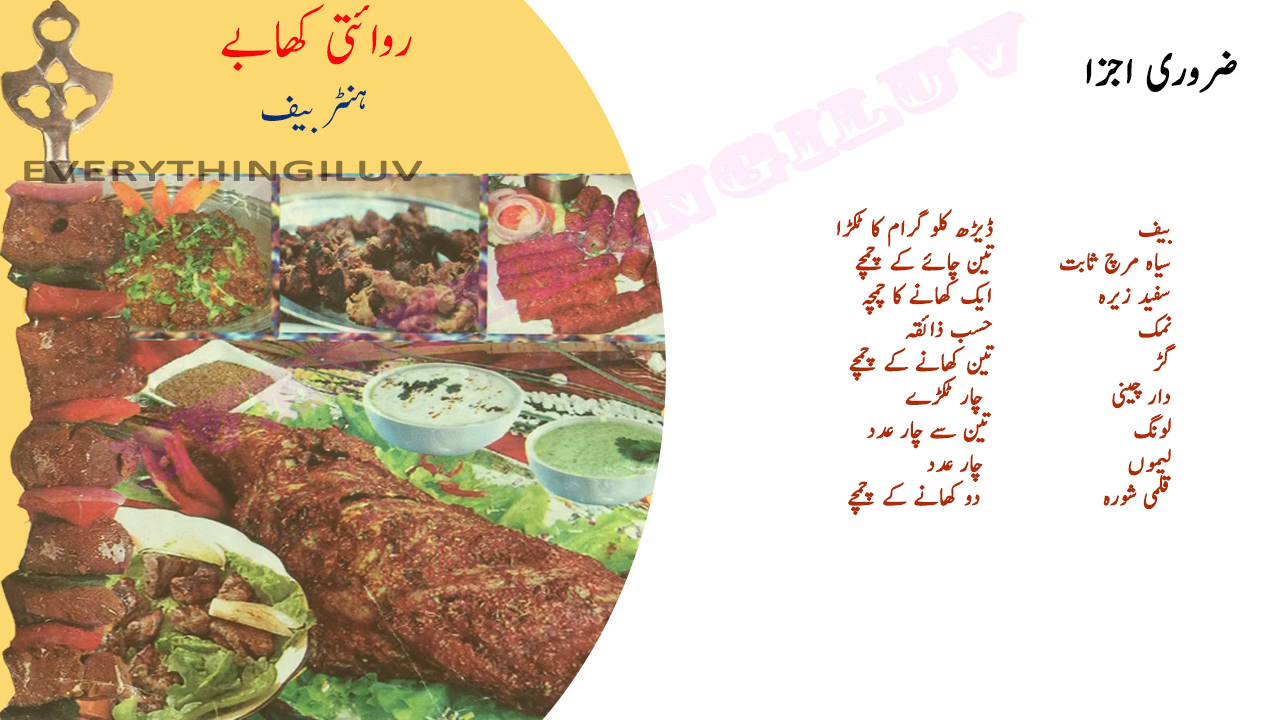 روائتی کھابے
ہنٹر بیف
EVERYTHINGILUV
NGILUV
ضروری اجزا
بیف ڈیڑھ کلو گرام کا ٹکڑا
سیاہ مرچ ثابت تین چائے کے چمچے
سفید زیرہ ایک کھانے کا چمچہ
نمک حسب ذائقہ
گڑ تین کھانے کے چمچے
دار چینی چار ٹکڑے
لونگ تین سے چار عدد
لیموں چار عدد
قلمی شورہ دو کھانے کے چمچے